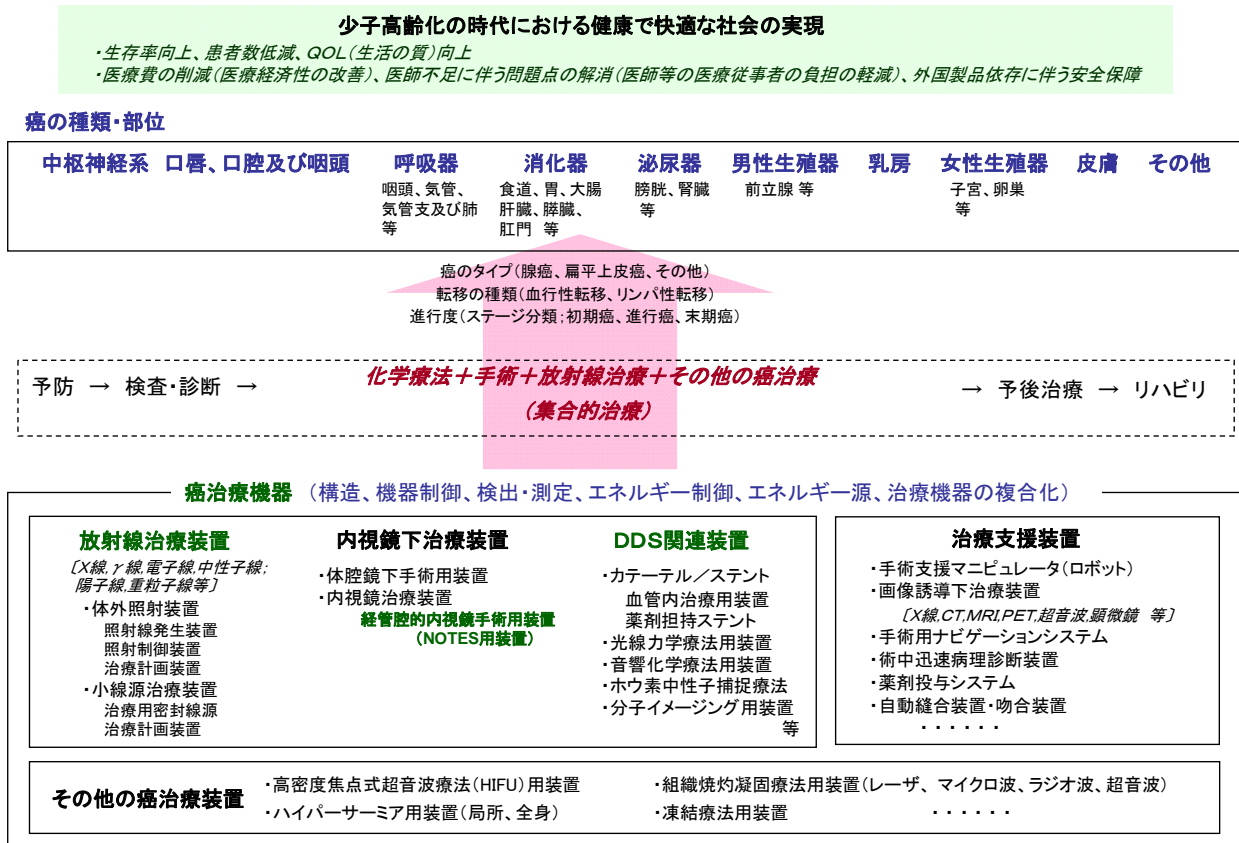 少子高齢化の時代における健康で快適な社会の実現
・生存率向上、患者数低減、QOL(生活の質)向上
・医療費の削減(医療経済性の改善)、医師不足に伴う問題点の解消(医師等の医療従事者の負担の軽減)、外国製品依存に伴う安全保障
癌の種類・部位
中枢神経系 口唇、口腔及び咽頭 呼吸器 消化器 泌尿器 男性生殖器 乳房 女性生殖器 皮膚 その他
咽頭、気管、
気管支及び肺
等
食道、胃、大腸
肝臓、膵臓、
肛門 等
膀胱、腎臓
等
前立腺 等
子宮、卵巣
等
癌のタイプ(腺癌、扁平上皮癌、その他)
転移の種類(血行性転移、リンパ性転移)
進行度(ステージ分類;初期癌、進行癌、末期癌)
予防 → 検査・診断 →
化学療法＋手術＋放射線治療＋その他の癌治療
(集合的治療)
→ 予後治療 → リハビリ
癌治療機器 (構造、機器制御、検出・測定、エネルギー制御、エネルギー源、治療機器の複合化)
放射線治療装置
〔X線,γ線,電子線,中性子線;
陽子線,重粒子線等〕
・体外照射装置
照射線発生装置
照射制御装置
治療計画装置
・小線源治療装置
治療用密封線源
治療計画装置
内視鏡下治療装置
・体腔鏡下手術用装置
・内視鏡治療装置
経管腔的内視鏡手術用装置
(NOTES用装置)
DDS関連装置
・カテーテル／ステント
血管内治療用装置
薬剤担持ステント
・光線力学療法用装置
・音響化学療法用装置
・ホウ素中性子捕捉療法
・分子イメージング用装置
等
治療支援装置
・手術支援マニピュレータ(ロボット)
・画像誘導下治療装置
〔X線,CT,MRI,PET,超音波,顕微鏡 等〕
・手術用ナビゲーションシステム
・術中迅速病理診断装置
・薬剤投与システム
・自動縫合装置・吻合装置
・・・・・・
その他の癌治療装置
・高密度焦点式超音波療法(HIFU)用装置
・ハイパーサーミア用装置(局所、全身)
・組織焼灼凝固療法用装置(レーザ、マイクロ波、ラジオ波、超音波)
・凍結療法用装置 ・・・・・・